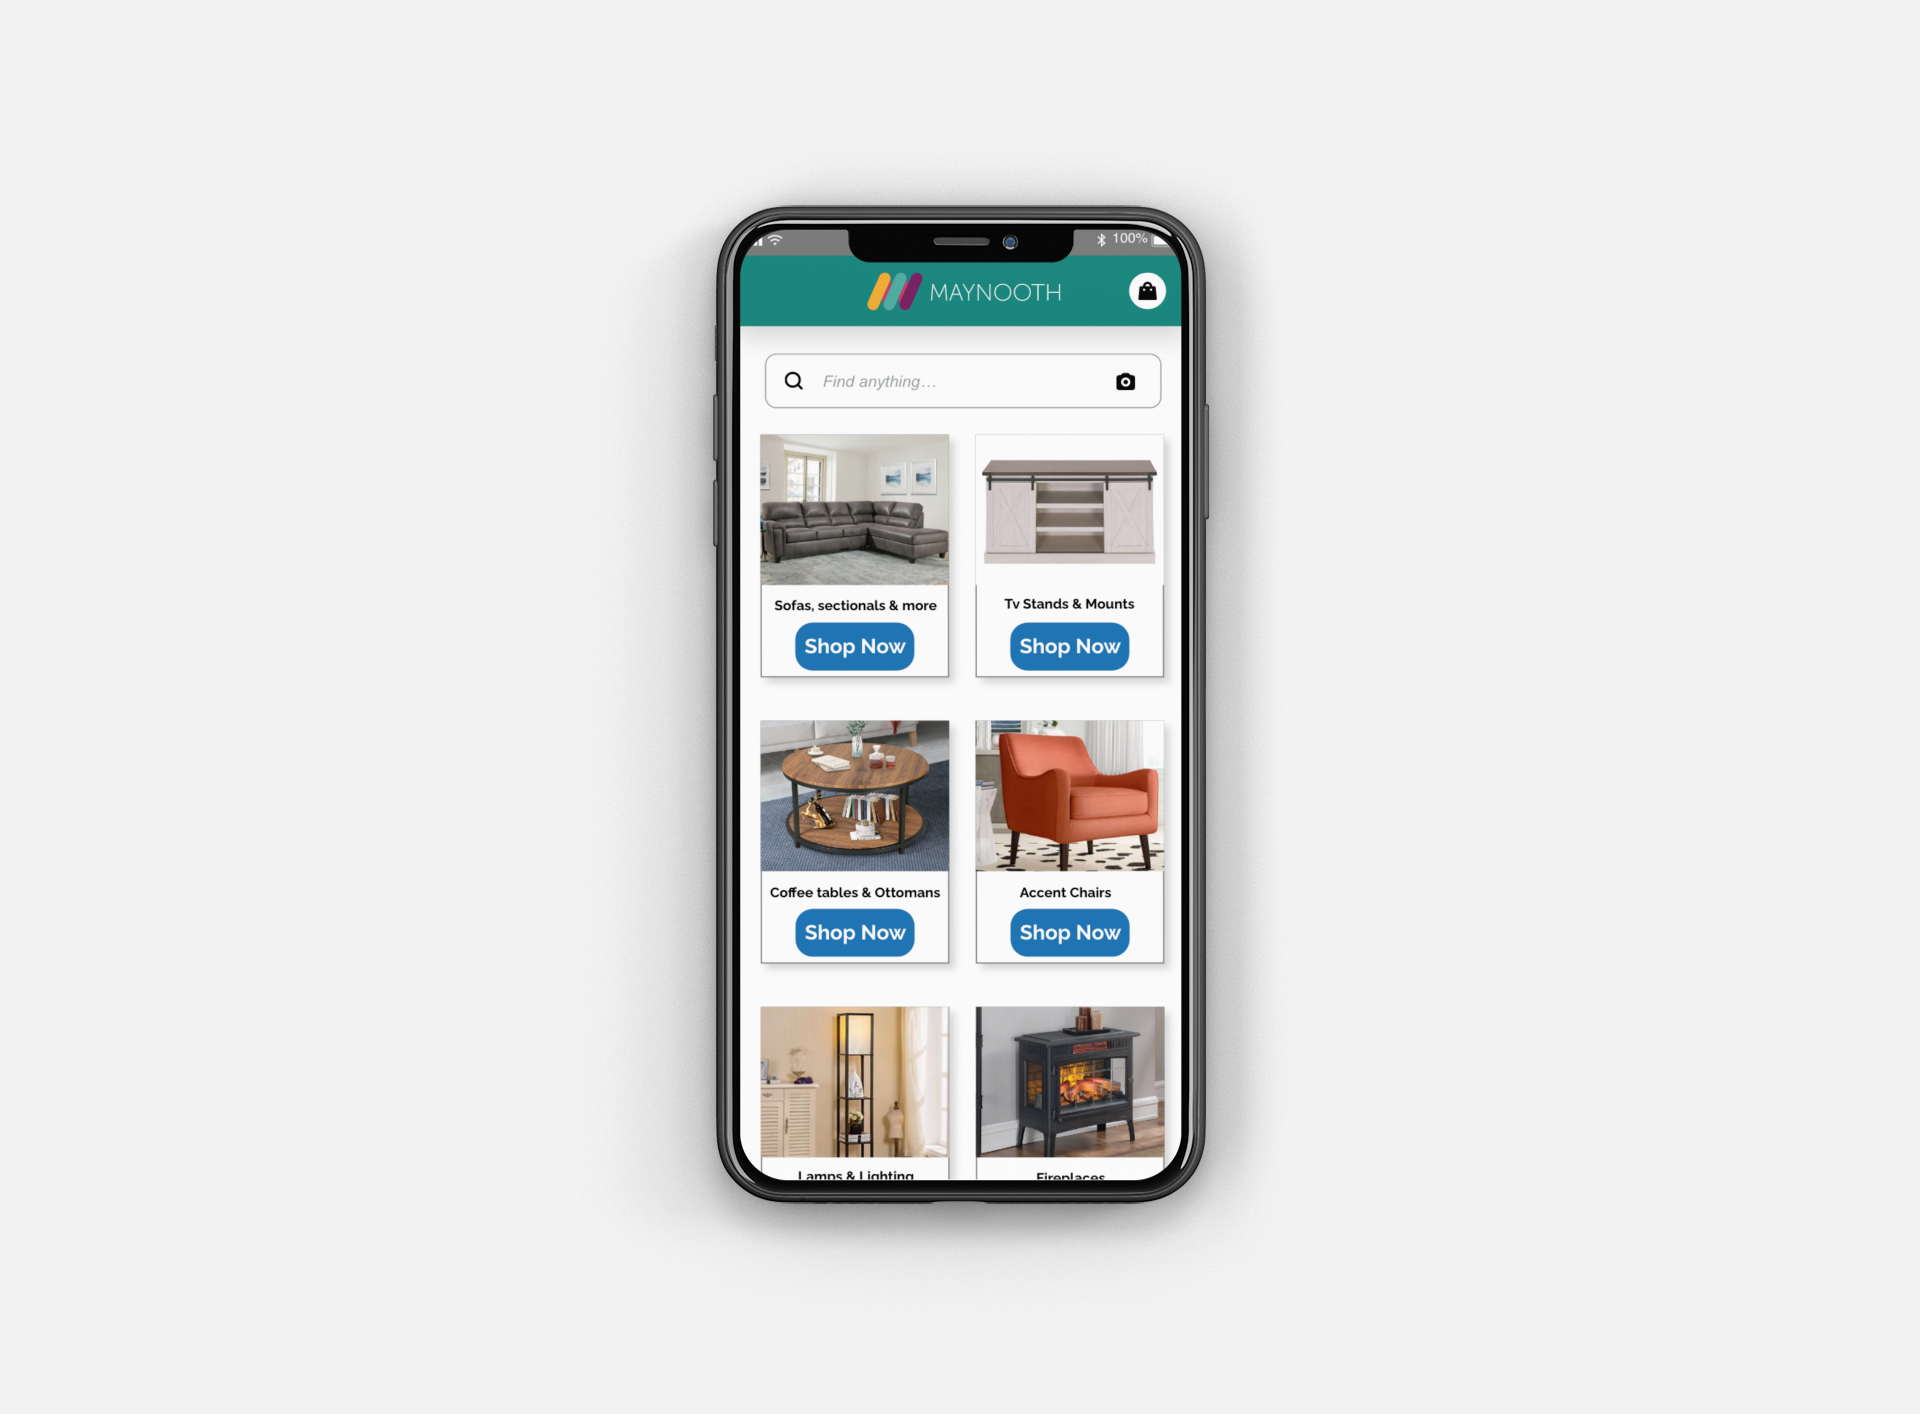 100%
MAYNOOTH
Find anything...
Sofas, sectionals & more
Tv Stands & Mounts
Shop Now
Shop Now
Coffee tables & Ottomans
Accent Chairs
Shop Now
Shop Now
Lamps & Lighting
Fireplaces